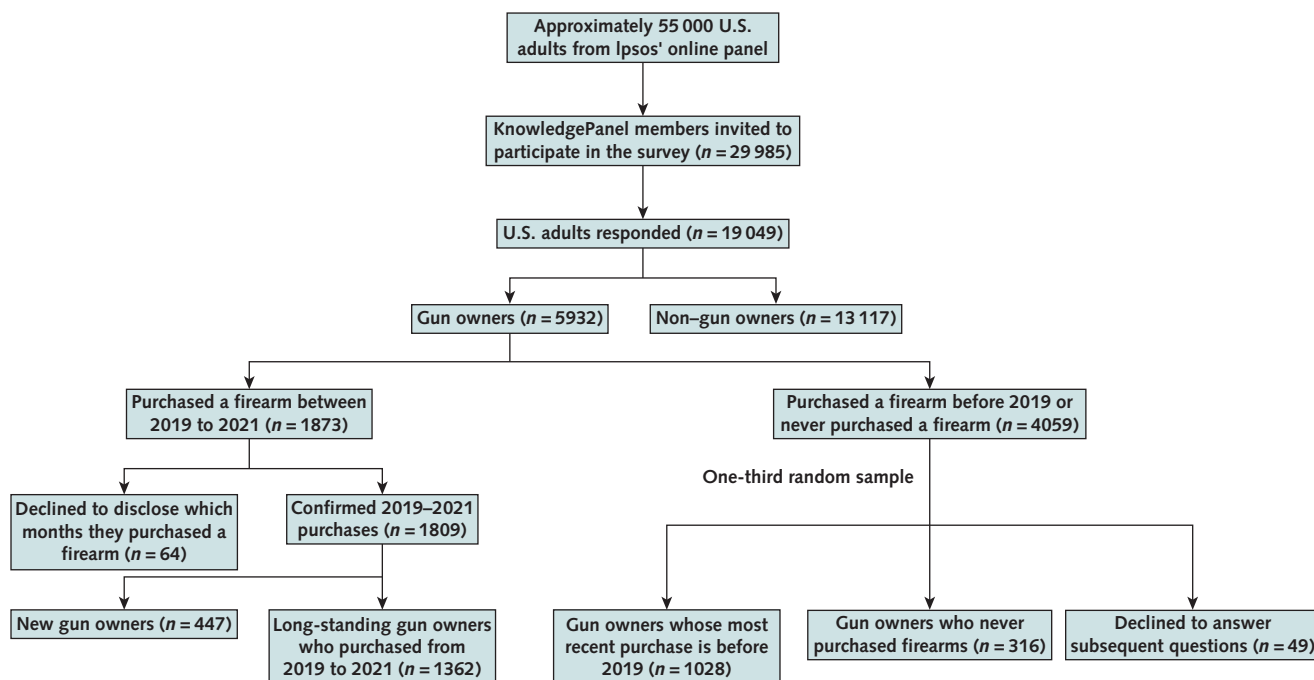 Approximately 55 000 U.S.
adults from Ipsos' online panel
KnowledgePanel members invited to
participate in the survey (n = 29 985)
U.S. adults responded (n = 19 049)
Gun owners (n = 5932)
Non–gun owners (n = 13 117)
Purchased a firearm between
2019 to 2021 (n = 1873)
Purchased a firearm before 2019 or
never purchased a firearm (n = 4059)
One-third random sample
Declined to disclose which
months they purchased a
firearm (n = 64)
Confirmed 2019–2021
purchases (n = 1809)
New gun owners (n = 447)
Long-standing gun owners
who purchased from
2019 to 2021 (n = 1362)
Gun owners whose most
recent purchase is before
2019 (n = 1028)
Gun owners who never
purchased firearms (n = 316)
Declined to answer
subsequent questions (n = 49)